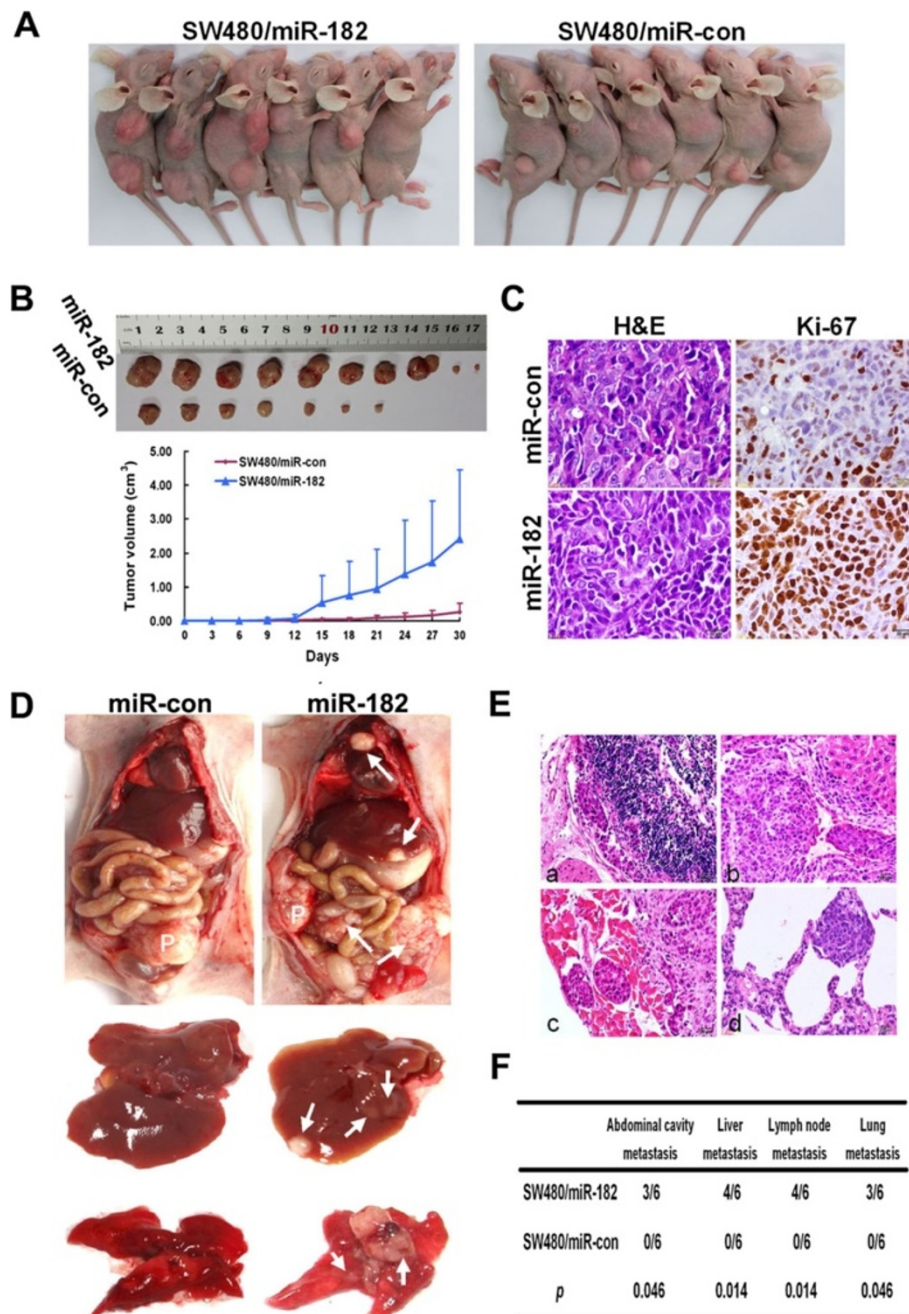 A
SW480/miR-182
SW480/miR-con
B
miR-182
miR-con
1 2 3 4 5 6 7 8 9 10 11 12 13 14 15 16 17
Tumor volume (cm³)
5.00
4.00
3.00
2.00
1.00
0.00
SW480/miR-con
SW480/miR-182
0 3 6 9 12 15 18 21 24 27 30
Days
C
H&E
Ki-67
miR-con
miR-182
D
miR-con
miR-182
P
P
E
a
b
c
d
F
Abdominal cavity metastasis
Liver metastasis
Lymph node metastasis
Lung metastasis
SW480/miR-182 3/6 4/6 4/6 3/6
SW480/miR-con 0/6 0/6 0/6 0/6
p 0.046 0.014 0.014 0.046